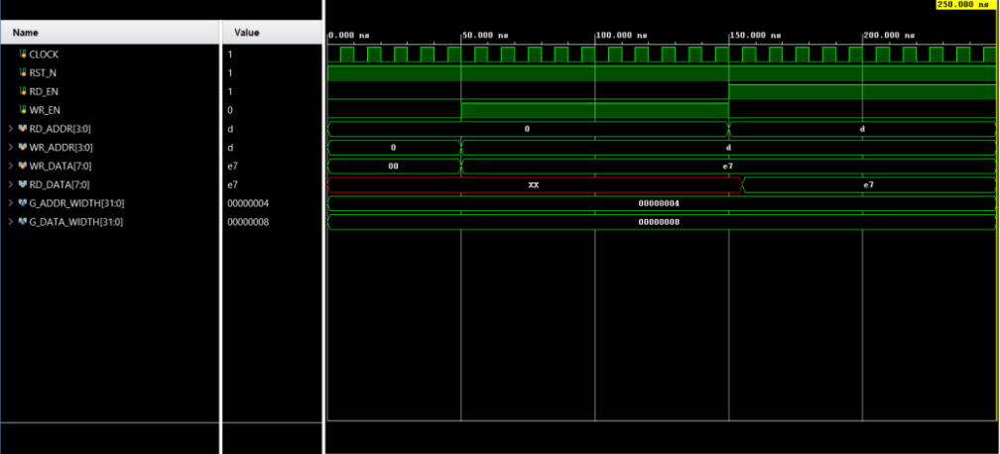 250.000 ns
Name Value 0.000 ns 50.000 ns 100.000 ns 150.000 ns 200.000 ns
CLOCK 1
RST_N 1
RD_EN 1
WR_EN 0
RD_ADDR[3:0] d 0 d
WR_ADDR[3:0] d 0 d
WR_DATA[7:0] e7 00 e7
RD_DATA[7:0] e7 XX e7
G_ADDR_WIDTH[31:0] 00000004 00000004
G_DATA_WIDTH[31:0] 00000008 00000008